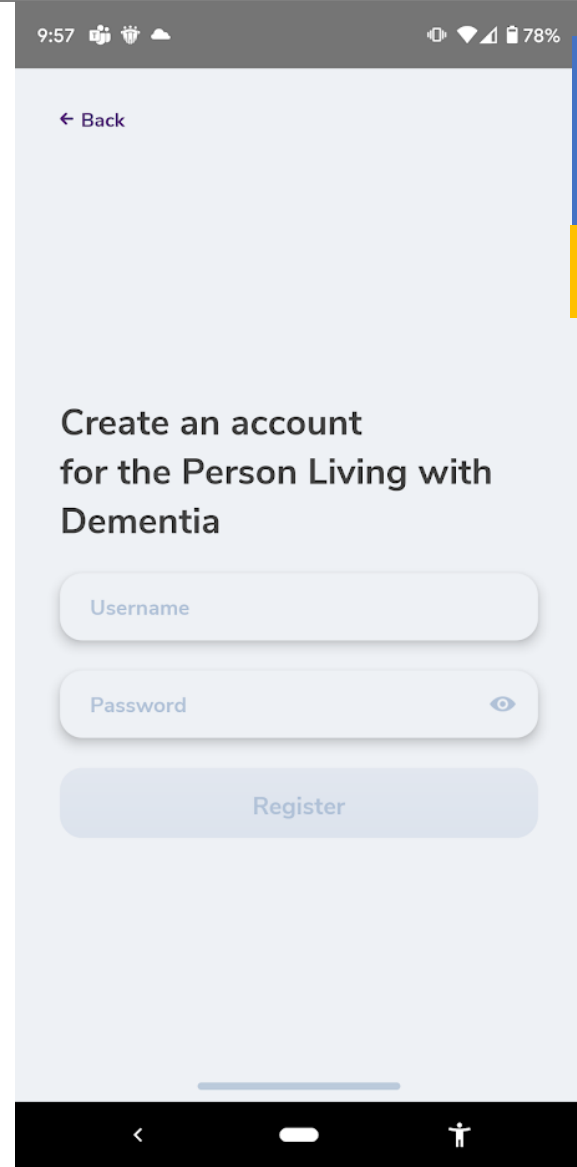 9:57 78%
← Back
Create an account
for the Person Living with
Dementia
Username
Password
Register